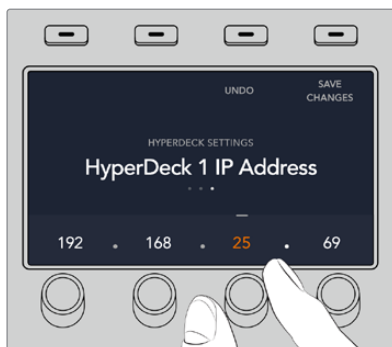 UNDO
SAVE
CHANGES
HYPERDECK SETTINGS
HyperDeck 1 IP Address
192 . 168 . 25 . 69